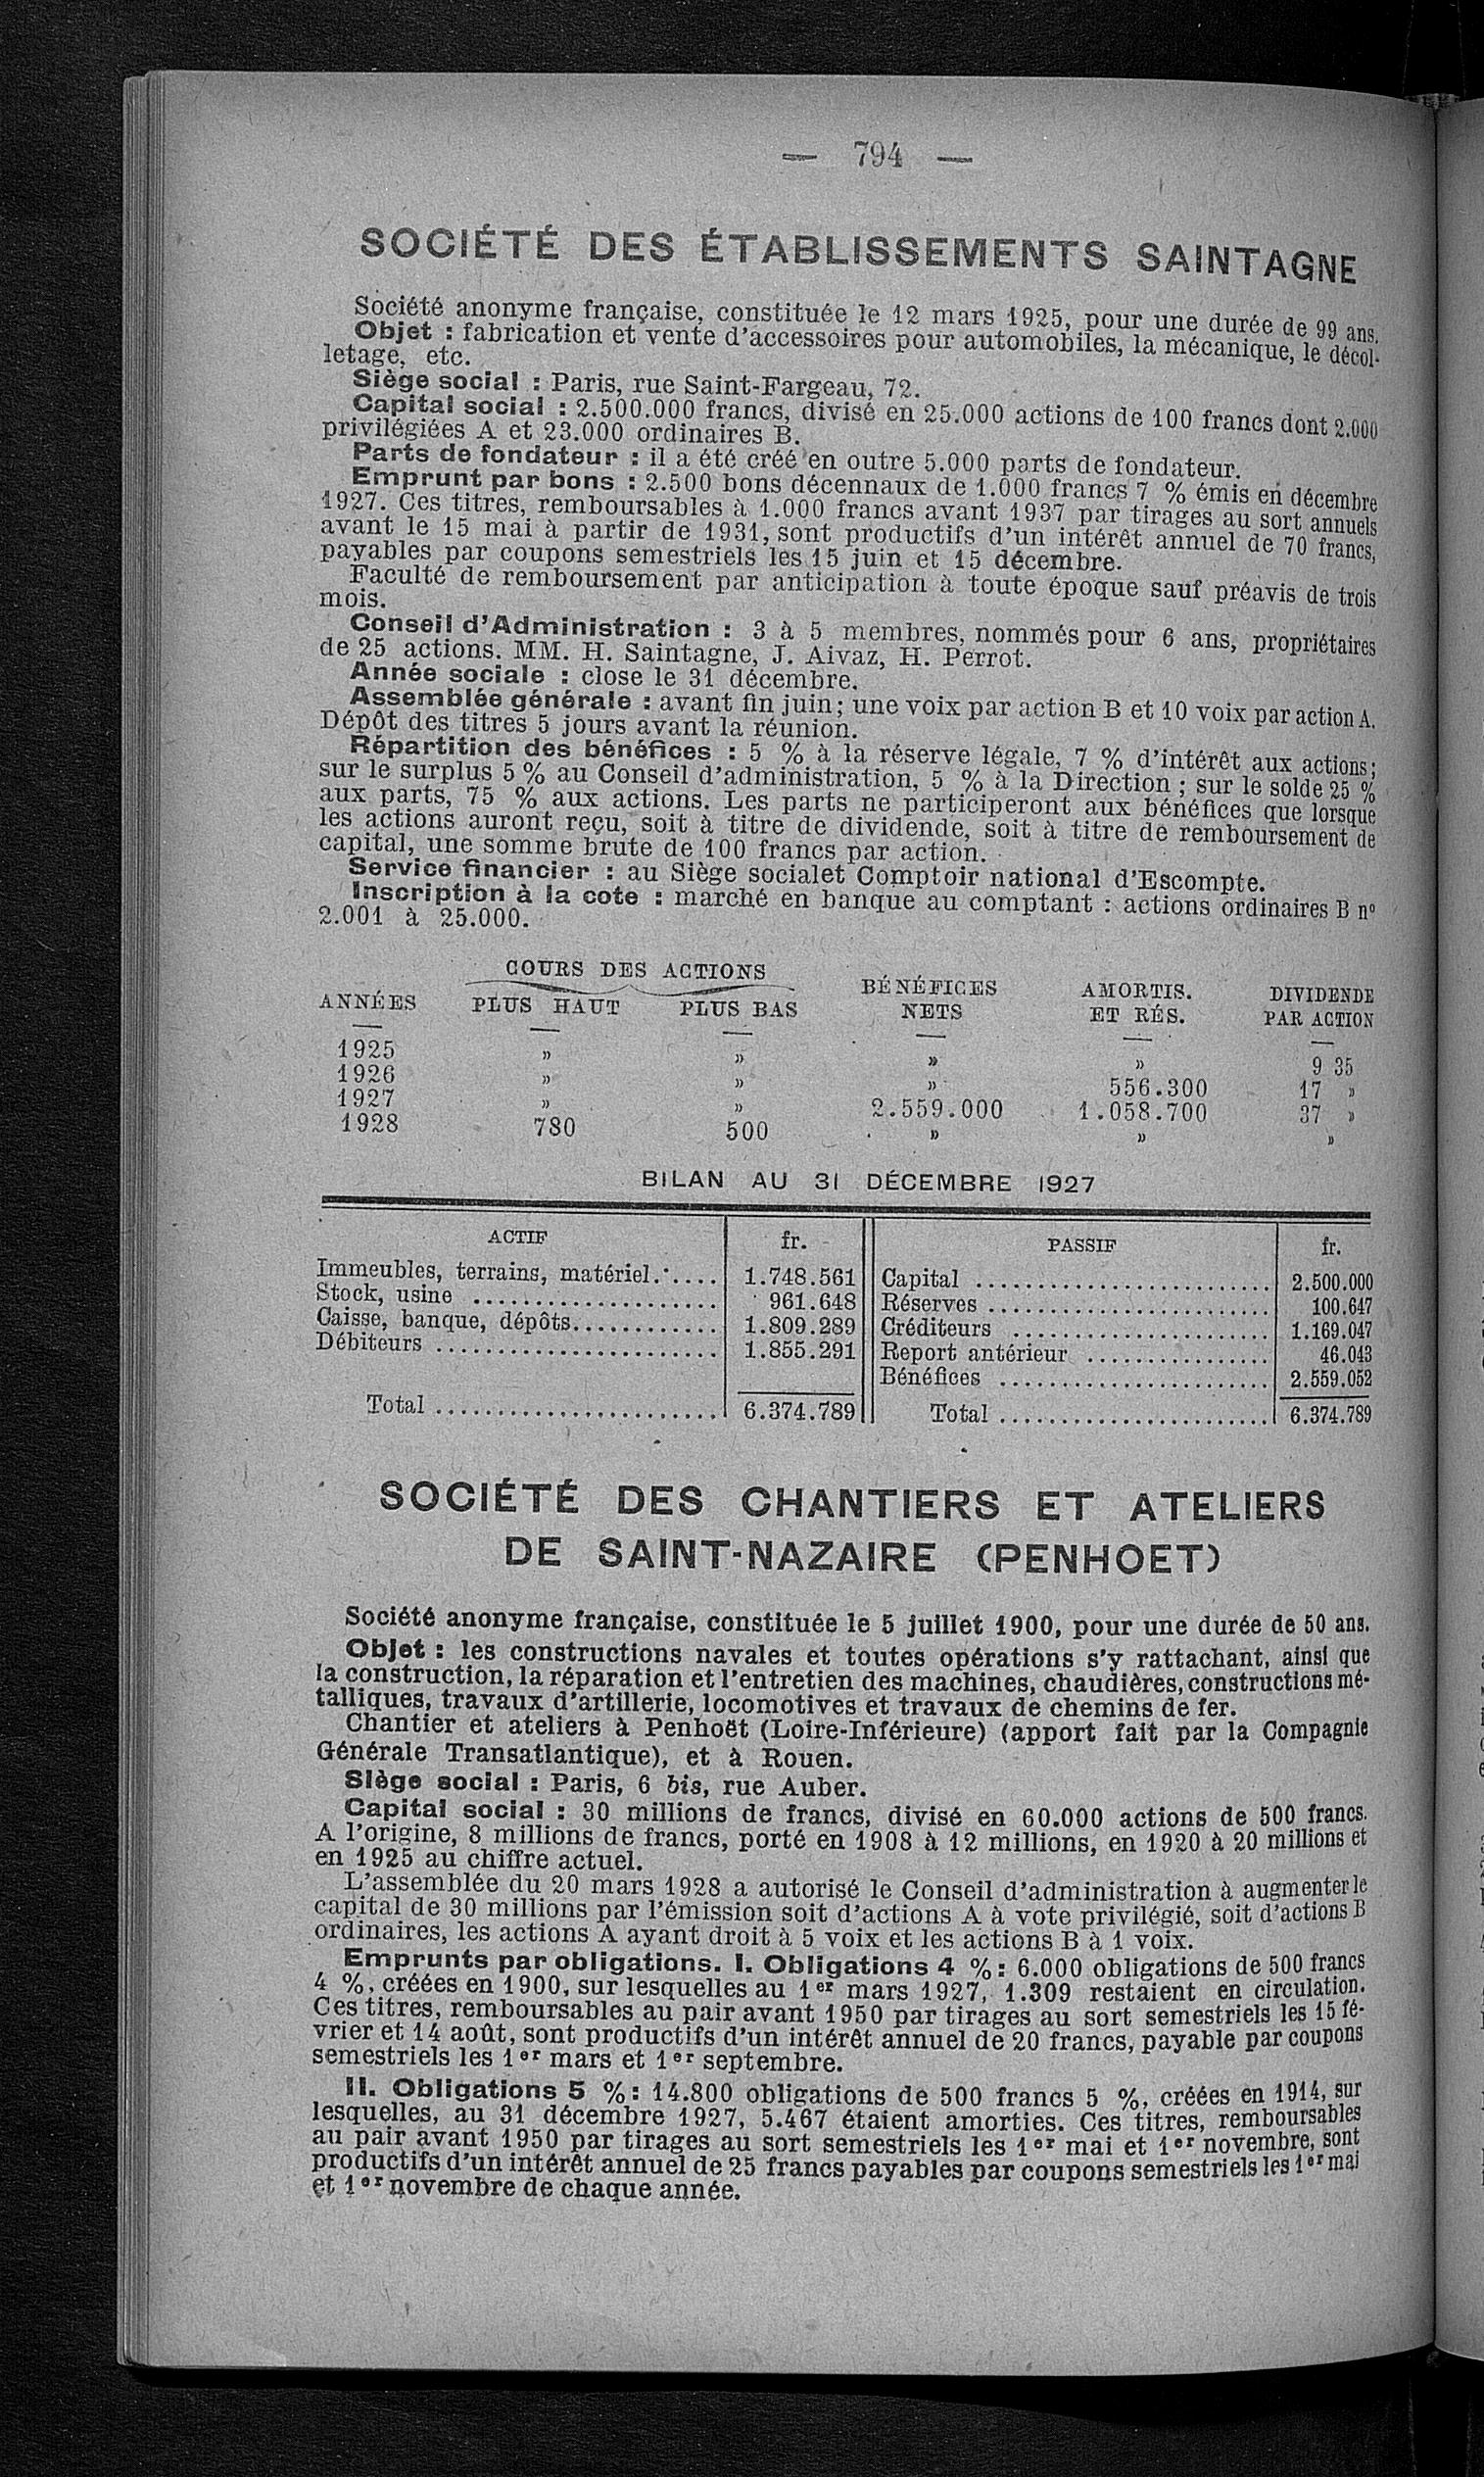 — 794 —
SOCIÉTÉ DES ÉTABLISSEMENTS SAINTAGNE
Société anonyme française, constituée le 12 mars 1925, pour une durée de 99 ans.
Objet : fabrication et vente d'accessoires pour automobiles, la mécanique, le décol-
letage, etc.
Siège social : Paris, rue Saint-Fargeau, 72.
Capital social : 2.500.000 francs, divisé en 25.000 actions de 100 francs dont 2.000
privilégiées A et 23.000 ordinaires B.
Parts de fondateur : il a été créé en outre 5.000 parts de fondateur.
Emprunt par bons : 2.500 bons décennaux de 1.000 francs 7 % émis en décembre
1927. Ces titres, remboursables à 1.000 francs avant 1937 par tirages au sort annuels
avant le 15 mai à partir de 1931, sont productifs d'un intérêt annuel de 70 francs,
payables par coupons semestriels les 15 juin et 15 décembre.
Faculté de remboursement par anticipation à toute époque sauf préavis de trois
mois.
Conseil d'Administration : 3 à 5 membres, nommés pour 6 ans, propriétaires
de 25 actions. MM. H. Saintagne, J. Aivaz, H. Perrot.
Année sociale : close le 31 décembre.
Assemblée générale : avant fin juin; une voix par action B et 10 voix par action A.
Dépôt des titres 5 jours avant la réunion.
Répartition des bénéfices : 5 % à la réserve légale, 7 % d'intérêt aux actions;
sur le surplus 5 % au Conseil d'administration, 5 % à la Direction ; sur le solde 25 %
aux parts, 75 % aux actions. Les parts ne participeront aux bénéfices que lorsque
les actions auront reçu, soit à titre de dividende, soit à titre de remboursement de
capital, une somme brute de 100 francs par action.
Service financier : au Siège socialet Comptoir national d'Escompte.
Inscription à la cote : marché en banque au comptant : actions ordinaires B nº
2.001 à 25.000.
COURS DES ACTIONS BÉNÉFICES AMORTIS. DIVIDENDE
ANNÉES PLUS HAUT PLUS BAS NETS ET RÉS. PAR ACTION
1925 » » » » 9 35
1926 » » » 556.300 17 »
1927 » » 2.559.000 1.058.700 37 »
1928 780 500 » » »
BILAN AU 31 DÉCEMBRE 1927
ACTIF fr. PASSIF fr.
Immeubles, terrains, matériel..... 1.748.561 Capital ........................ 2.500.000
Stock, usine .................... 961.648 Réserves ....................... 100.647
Caisse, banque, dépôts............ 1.809.289 Créditeurs ..................... 1.169.047
Débiteurs ....................... 1.855.291 Report antérieur ............... 46.043
Bénéfices ...................... 2.559.052
Total ....................... 6.374.789 Total ...................... 6.374.789
SOCIÉTÉ DES CHANTIERS ET ATELIERS
DE SAINT-NAZAIRE (PENHOET)
Société anonyme française, constituée le 5 juillet 1900, pour une durée de 50 ans.
Objet : les constructions navales et toutes opérations s'y rattachant, ainsi que
la construction, la réparation et l'entretien des machines, chaudières, constructions mé-
talliques, travaux d'artillerie, locomotives et travaux de chemins de fer.
Chantier et ateliers à Penhoët (Loire-Inférieure) (apport fait par la Compagnie
Générale Transatlantique), et à Rouen.
Siège social : Paris, 6 bis, rue Auber.
Capital social : 30 millions de francs, divisé en 60.000 actions de 500 francs.
A l'origine, 8 millions de francs, porté en 1908 à 12 millions, en 1920 à 20 millions et
en 1925 au chiffre actuel.
L'assemblée du 20 mars 1928 a autorisé le Conseil d'administration à augmenter le
capital de 30 millions par l'émission soit d'actions A à vote privilégié, soit d'actions B
ordinaires, les actions A ayant droit à 5 voix et les actions B à 1 voix.
Emprunts par obligations. I. Obligations 4 % : 6.000 obligations de 500 francs
4 %, créées en 1900, sur lesquelles au 1er mars 1927, 1.309 restaient en circulation.
Ces titres, remboursables au pair avant 1950 par tirages au sort semestriels les 15 fé-
vrier et 14 août, sont productifs d'un intérêt annuel de 20 francs, payable par coupons
semestriels les 1er mars et 1er septembre.
II. Obligations 5 % : 14.800 obligations de 500 francs 5 %, créées en 1914, sur
lesquelles, au 31 décembre 1927, 5.467 étaient amorties. Ces titres, remboursables
au pair avant 1950 par tirages au sort semestriels les 1er mai et 1er novembre, sont
productifs d'un intérêt annuel de 25 francs payables par coupons semestriels les 1er mai
et 1er novembre de chaque année.